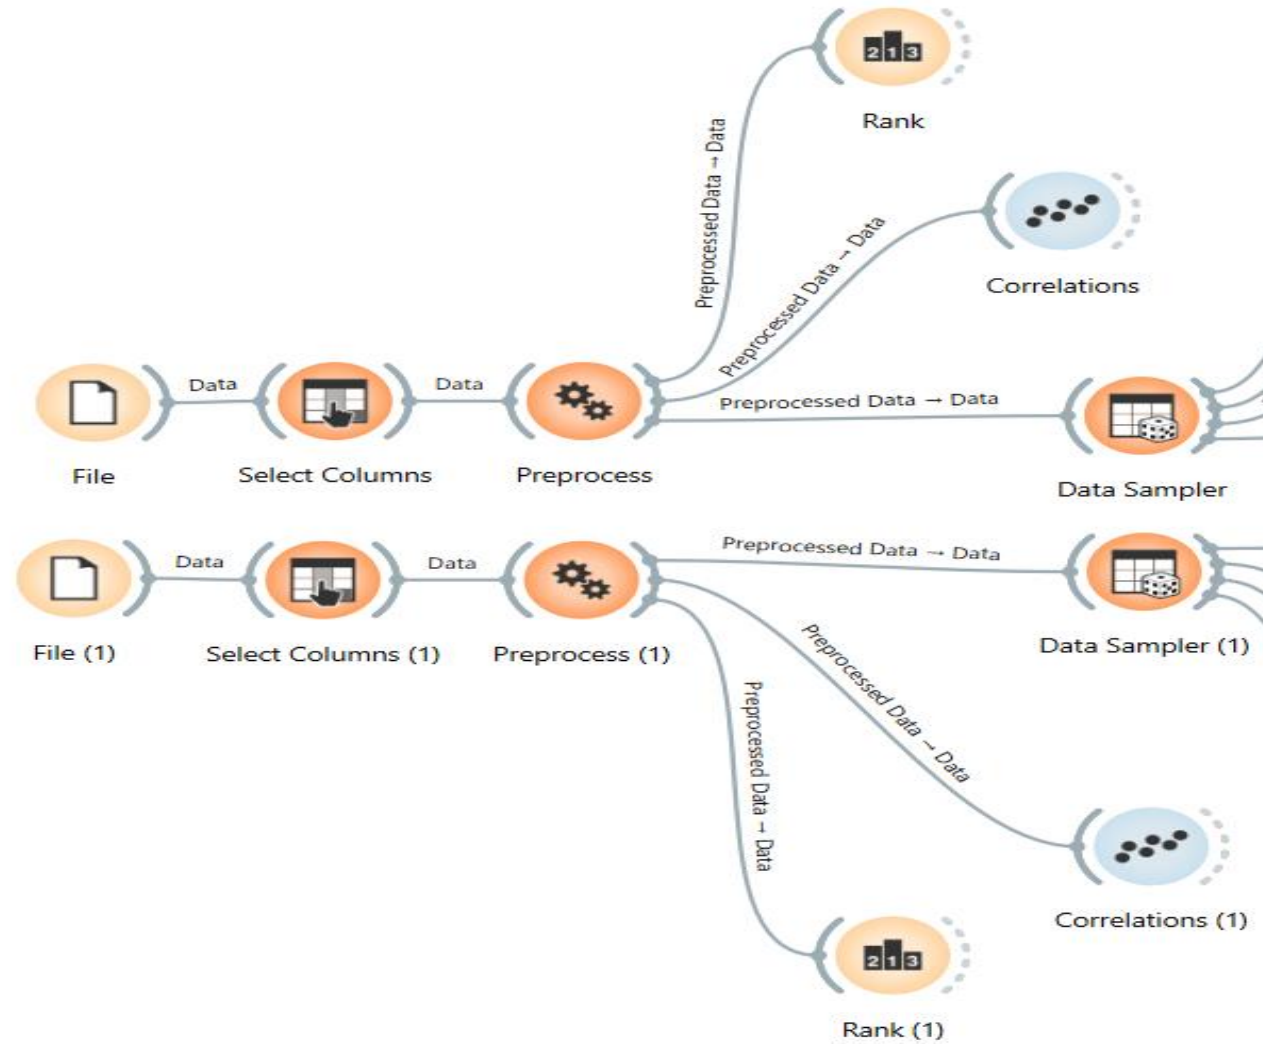 213
Rank
Preprocessed Data → Data
Correlations
Preprocessed Data → Data
Data
Data
Preprocessed Data → Data
File
Select Columns
Preprocess
Data Sampler
Data
Data
Preprocessed Data → Data
File (1)
Select Columns (1)
Preprocess (1)
Data Sampler (1)
Preprocessed Data → Data
Preprocessed Data → Data
Correlations (1)
213
Rank (1)